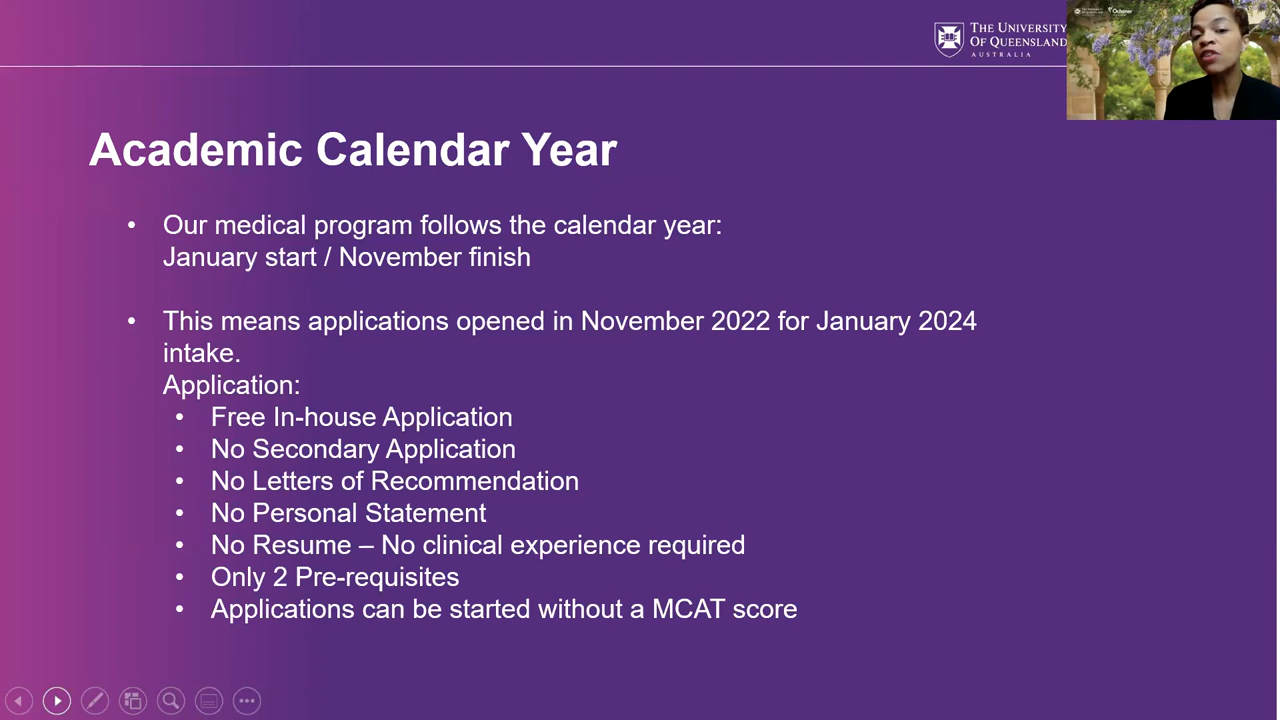 THE UNIVERSITY
OF QUEENSLAND
AUSTRALIA
Ochsner
Academic Calendar Year
• Our medical program follows the calendar year:
January start / November finish
• This means applications opened in November 2022 for January 2024
intake.
Application:
• Free In-house Application
• No Secondary Application
• No Letters of Recommendation
• No Personal Statement
• No Resume – No clinical experience required
• Only 2 Pre-requisites
• Applications can be started without a MCAT score